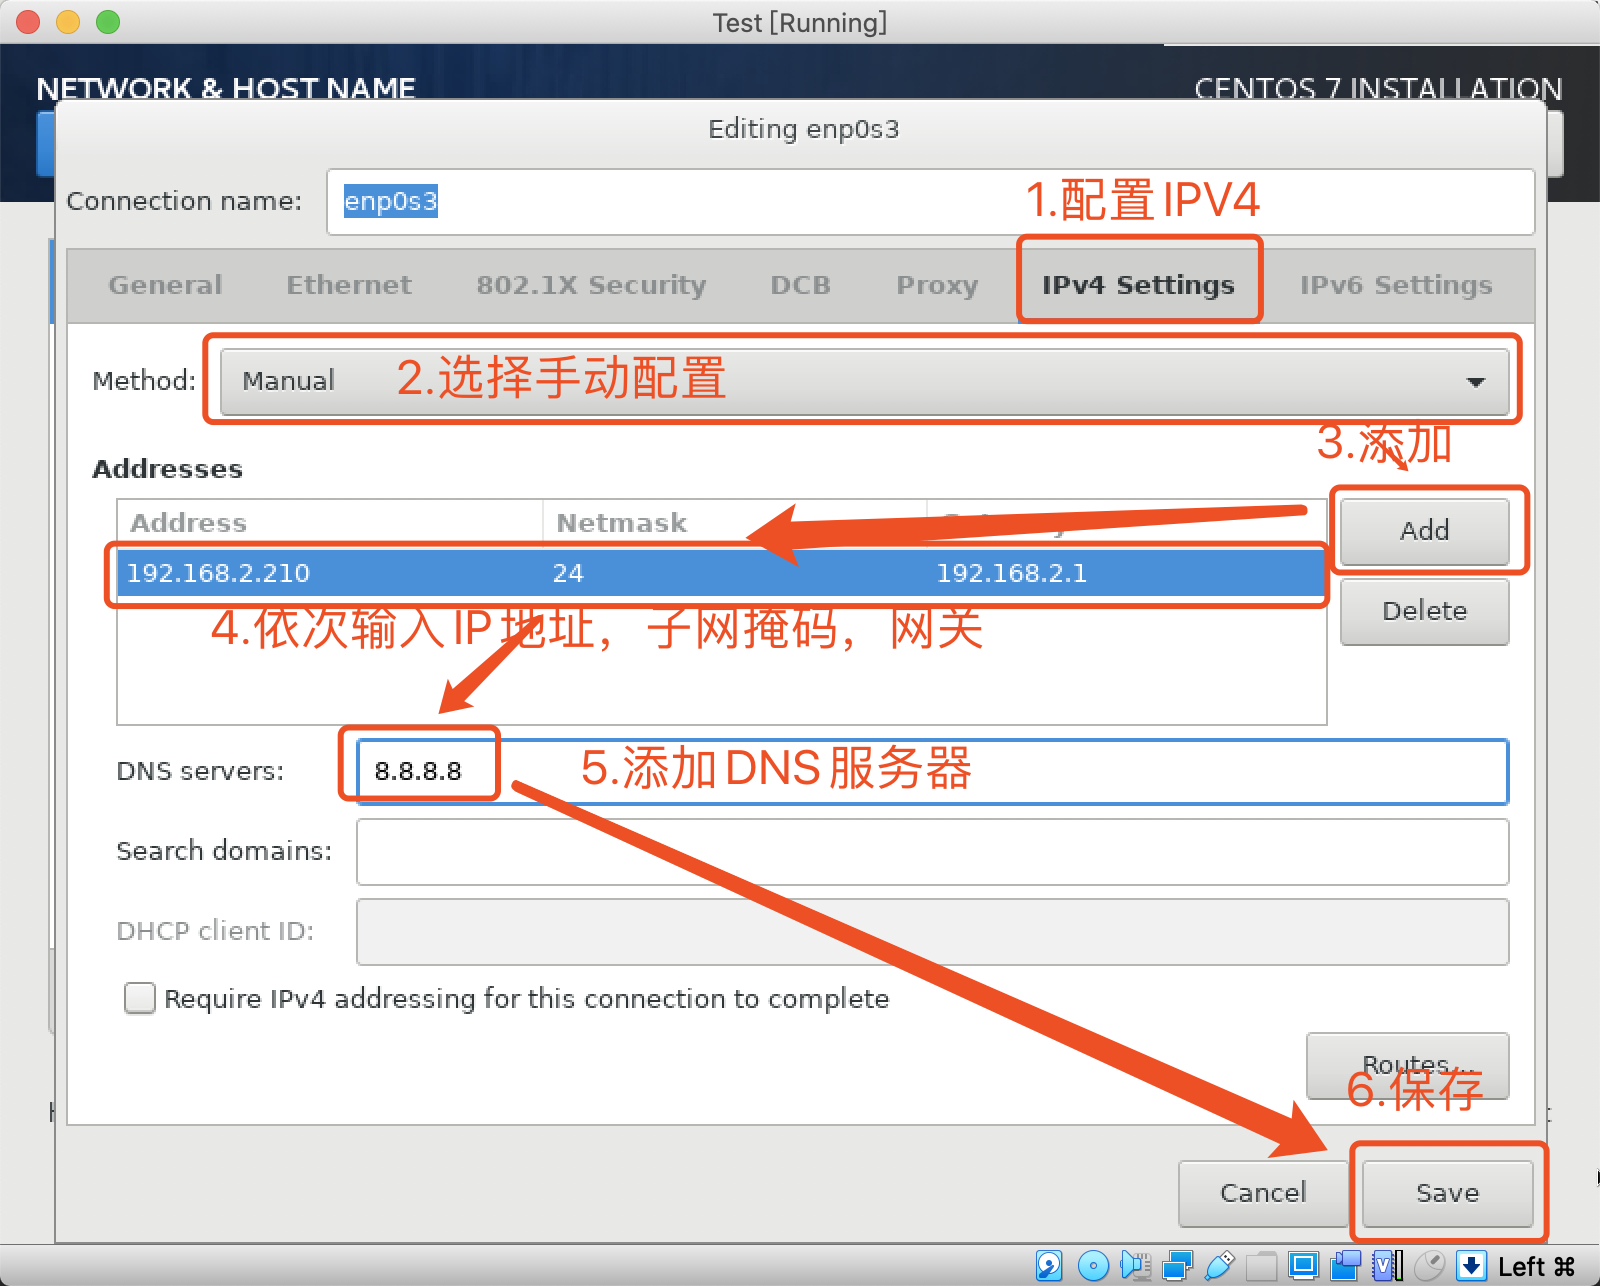 Test [Running]
NETWORK & HOST NAME
CENTOS 7 INSTALLATION
Editing enp0s3
Connection name:
enp0s3
1.配置IPV4
General
Ethernet
802.1X Security
DCB
Proxy
IPv4 Settings
IPv6 Settings
Method:
Manual
2.选择手动配置
3.添加
Addresses
Address
Netmask
Add
192.168.2.210
24
192.168.2.1
Delete
4.依次输入IP地址，子网掩码，网关
DNS servers:
8.8.8.8
5.添加DNS服务器
Search domains:
DHCP client ID:
Require IPv4 addressing for this connection to complete
Routes...
6.保存
Cancel
Save
Left ⌘